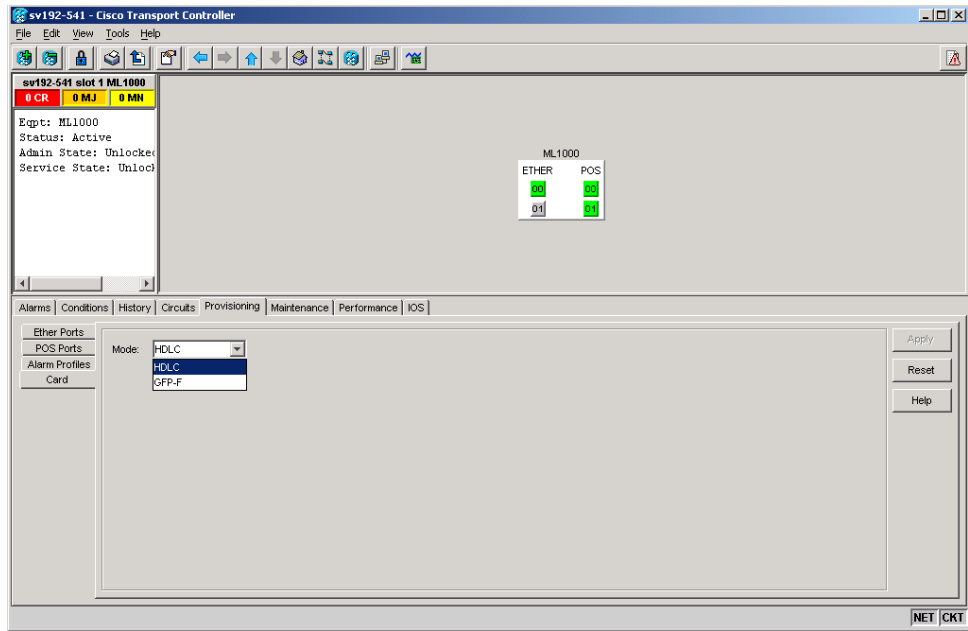 sv192-541 - Cisco Transport Controller
File Edit View Tools Help
sv192-541 slot 1 ML1000
0 CR 0 MJ 0 MN
Eqpt: ML1000
Status: Active
Admin State: Unlocked
Service State: Unlock
ML1000
ETHER POS
00 00
01 01
Alarms Conditions History Circuits Provisioning Maintenance Performance IOS
Ether Ports
POS Ports
Alarm Profiles
Card
Mode: HDLC
HDLC
GFP-F
Apply
Reset
Help
NET CKT